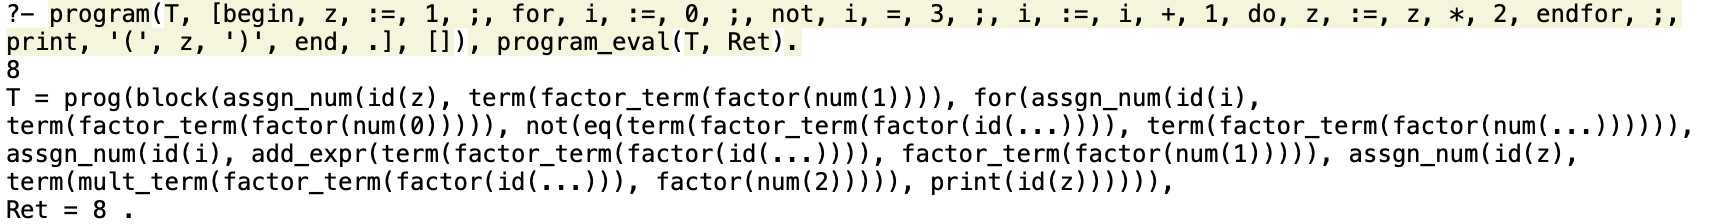 ?- program(T, [begin, z, :=, 1, ;, for, i, :=, 0, ;, not, i, =, 3, ;, i, :=, i, +, 1, do, z, :=, z, *, 2, endfor, ;,
print, '(', z, ')', end, .], []), program_eval(T, Ret).
8
T = prog(block(assgn_num(id(z), term(factor_term(factor(num(1)))), for(assgn_num(id(i),
term(factor_term(factor(num(0))))), not(eq(term(factor_term(factor(id(...)))), term(factor_term(factor(num(...)))))),
assgn_num(id(i), add_expr(term(factor_term(factor(id(...)))), factor_term(factor(num(1))))), assgn_num(id(z),
term(mult_term(factor_term(factor(id(...))), factor(num(2))))), print(id(z)))))),
Ret = 8 .